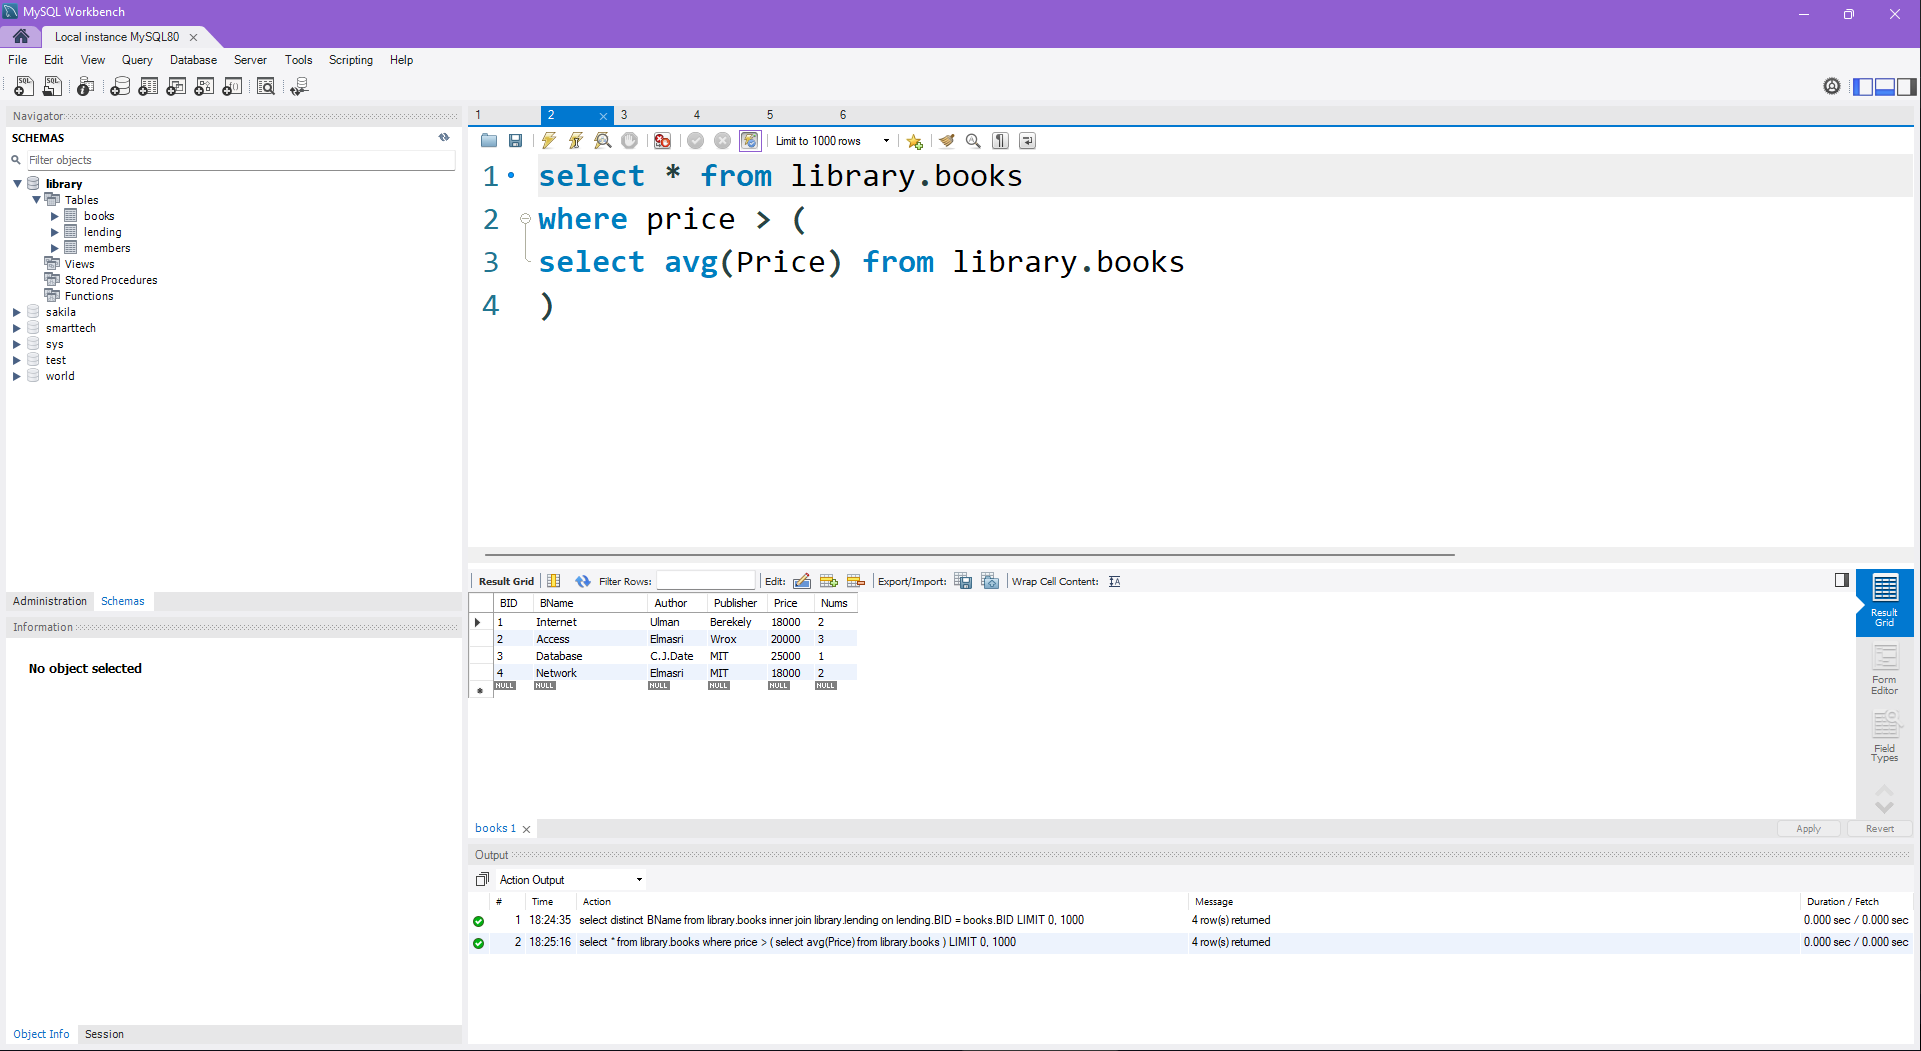 MySQL Workbench
Local instance MySQL80
File Edit View Query Database Server Tools Scripting Help
Navigator
SCHEMAS
Filter objects
library
Tables
books
lending
members
Views
Stored Procedures
Functions
sakila
smarttech
sys
test
world
Administration Schemas
Information
No object selected
Object Info Session
1 2 3 4 5 6
Limit to 1000 rows
1 select * from library.books
2 where price > (
3 select avg(Price) from library.books
4 )
Result Grid Filter Rows: Edit: Export/Import: Wrap Cell Content:
BID BName Author Publisher Price Nums
1 Internet Ulman Berekely 18000 2
2 Access Elmasri Wrox 20000 3
3 Database C.J.Date MIT 25000 1
4 Network Elmasri MIT 18000 2
NULL NULL NULL NULL NULL NULL
Result
Grid
Form
Editor
Field
Types
books 1
Apply Revert
Output
Action Output
# Time Action Message Duration / Fetch
1 18:24:35 select distinct BName from library.books inner join library.lending on lending.BID = books.BID LIMIT 0, 1000 4 row(s) returned 0.000 sec / 0.000 sec
2 18:25:16 select * from library.books where price > ( select avg(Price) from library.books ) LIMIT 0, 1000 4 row(s) returned 0.000 sec / 0.000 sec